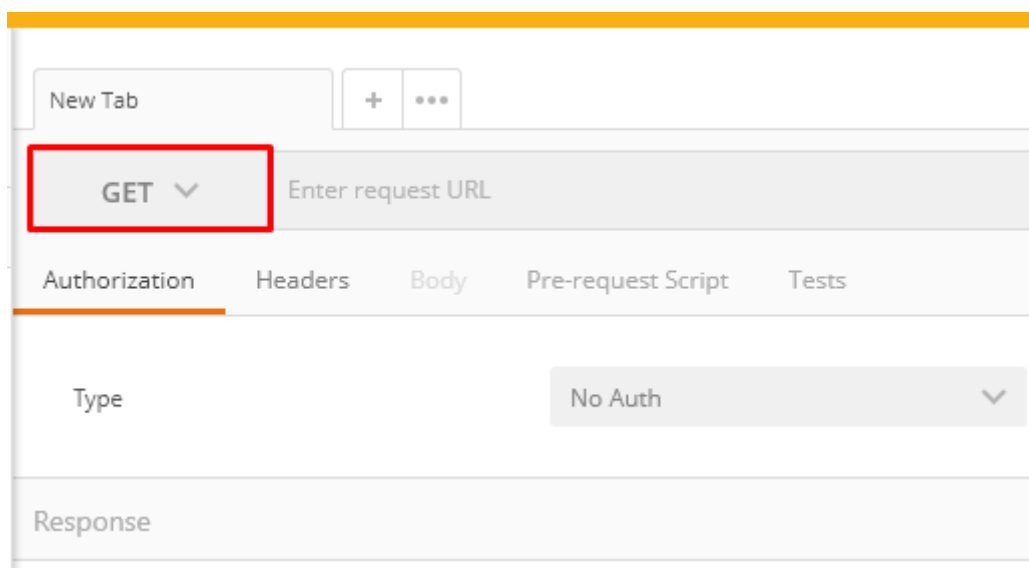 New Tab + •••
GET Enter request URL
Authorization Headers Body Pre-request Script Tests
Type No Auth
Response